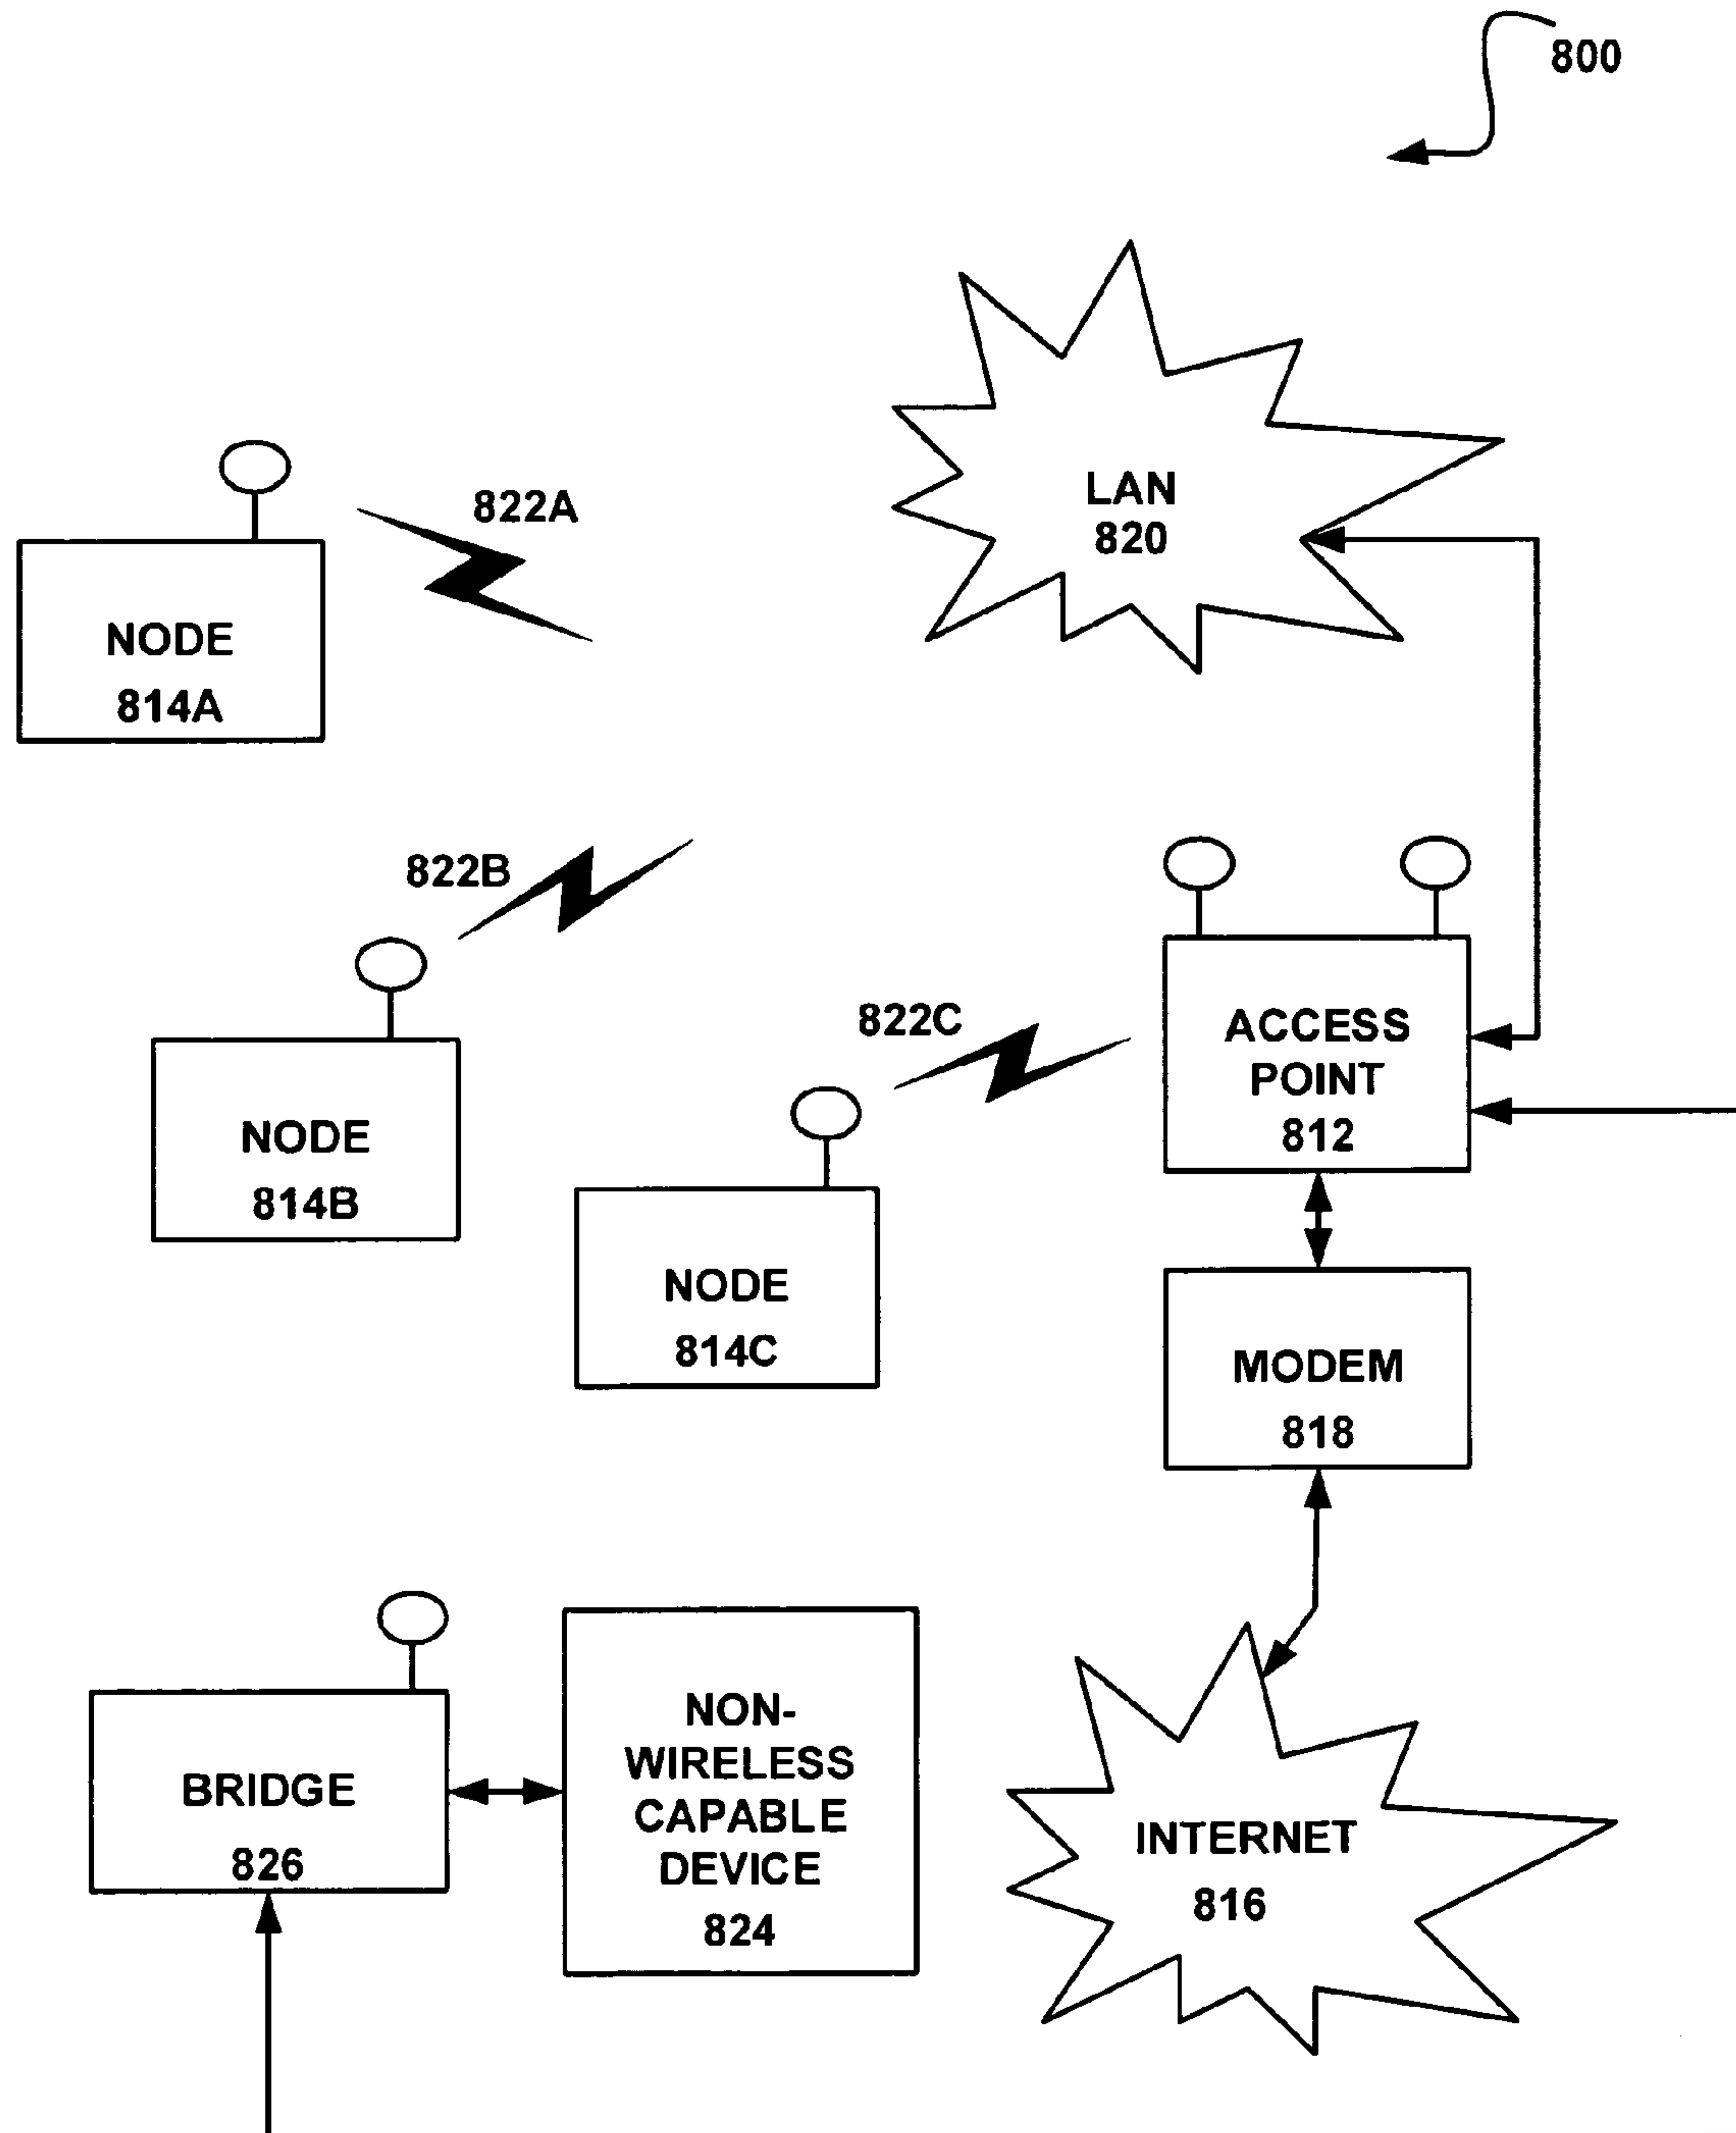 800
LAN
820
822A
NODE
814A
822B
822C
ACCESS
POINT
812
NODE
814B
NODE
814C
MODEM
818
NON-
WIRELESS
CAPABLE
DEVICE
824
BRIDGE
826
INTERNET
816